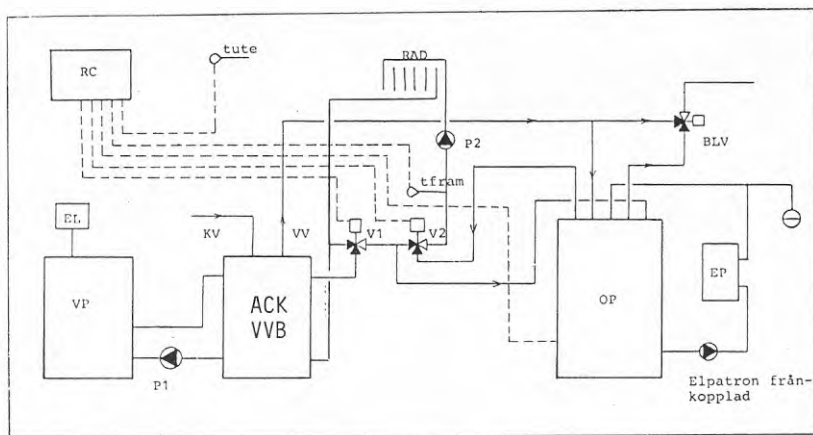 tute
RC
RAD
P2
BLV
tfram
EL
KV
VV
V1
V2
VP
ACK
VVB
OP
EP
P1
Elpatron från-
kopplad